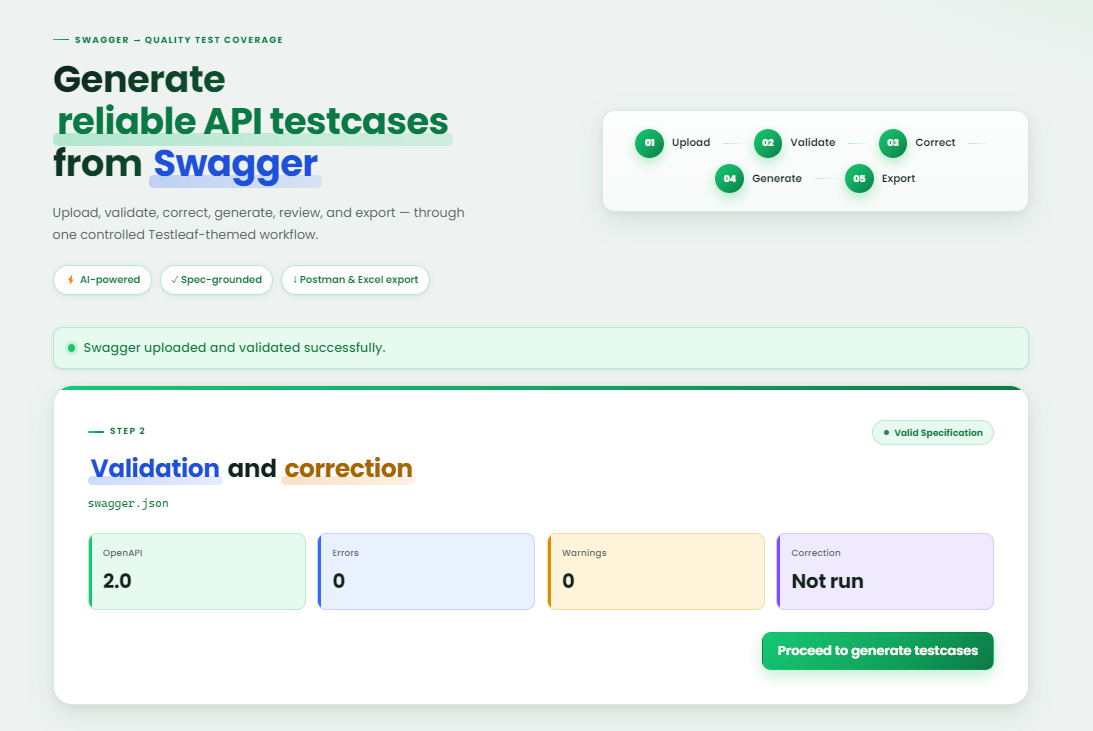 SWAGGER → QUALITY TEST COVERAGE
Generate
reliable API testcases
from Swagger
Upload, validate, correct, generate, review, and export — through
one controlled Testleaf-themed workflow.
⚡ AI-powered
✓ Spec-grounded
↓ Postman & Excel export
01 Upload
02 Validate
03 Correct
04 Generate
05 Export
Swagger uploaded and validated successfully.
STEP 2
Valid Specification
Validation and correction
swagger.json
OpenAPI
2.0
Errors
0
Warnings
0
Correction
Not run
Proceed to generate testcases